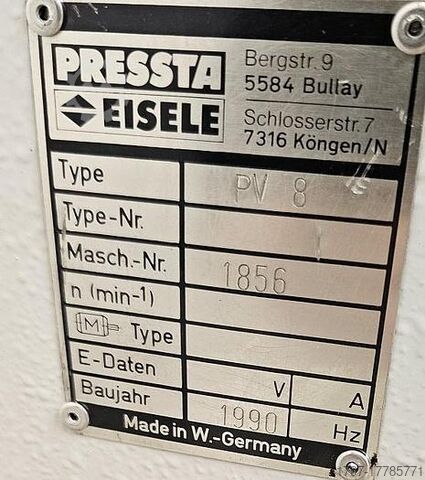 PRESSTA
EISELE
Bergstr. 9
5584 Bullay
Schlosserstr. 7
7316 Köngen/N
Type PV 8
Type-Nr.
Masch.-Nr. 1856
n (min-1)
M Type
E-Daten V A
Baujahr 1990 Hz
Made in W.-Germany